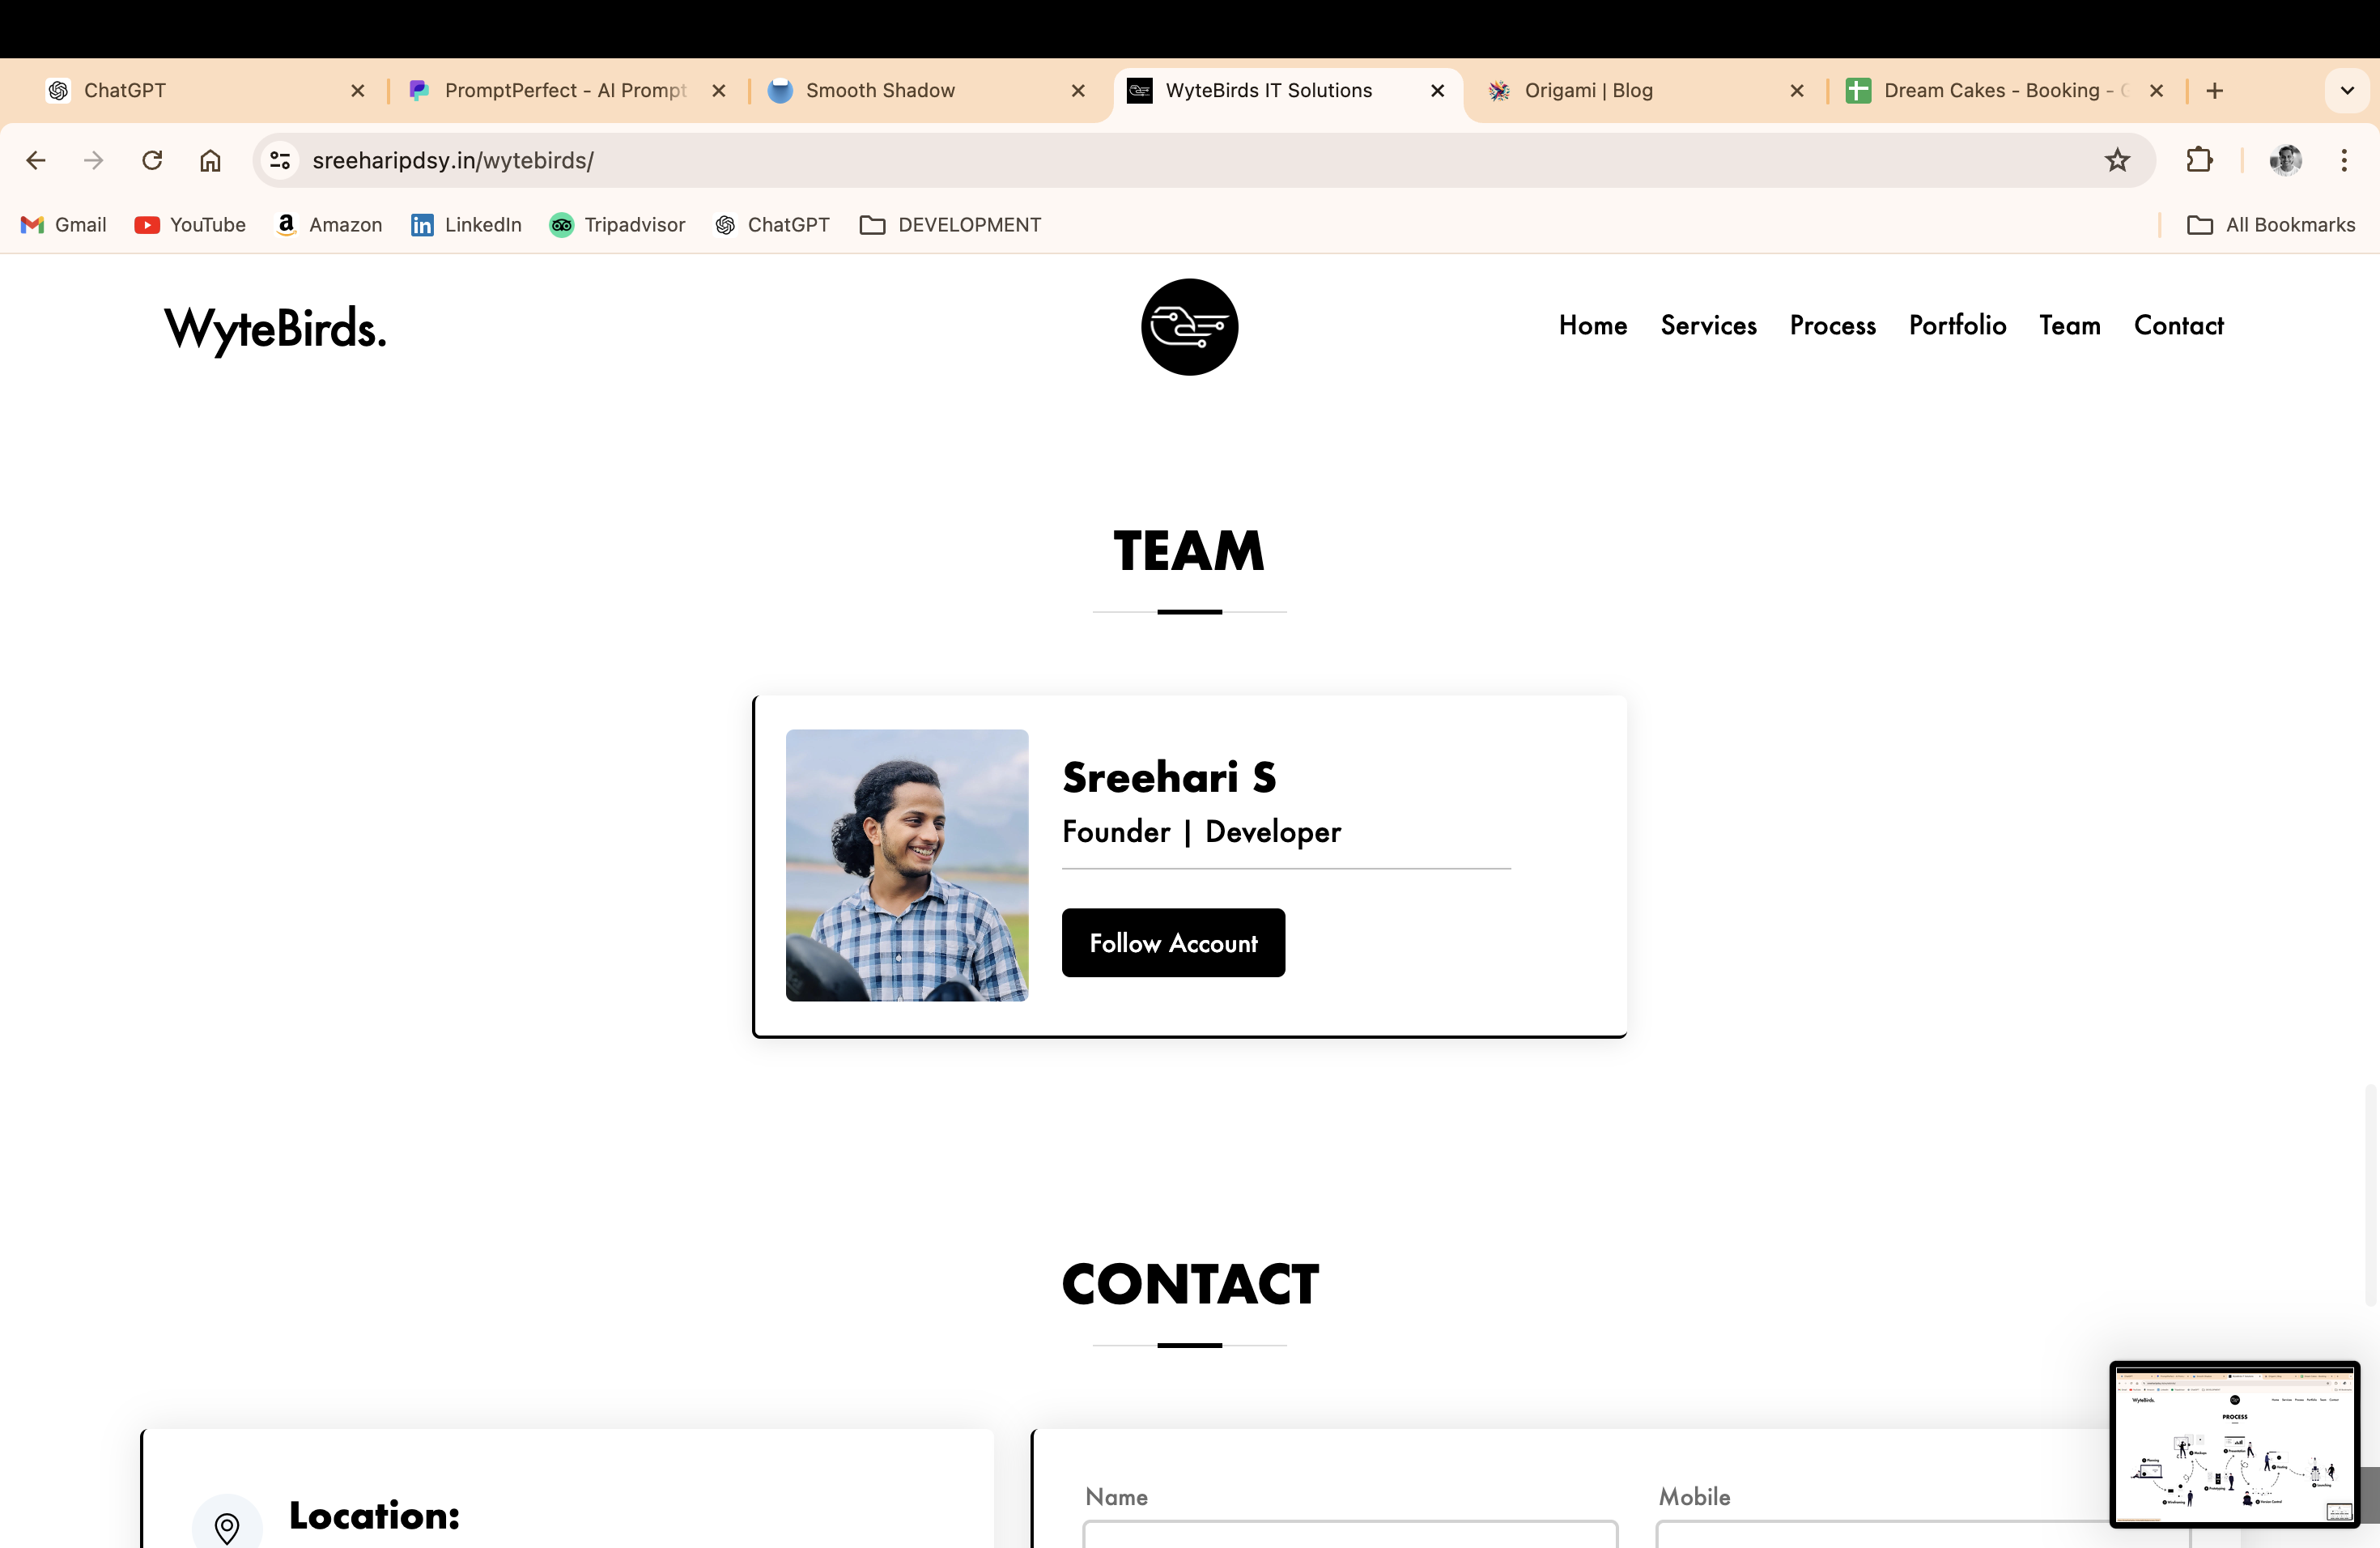 ChatGPT
PromptPerfect - AI Prompt
Smooth Shadow
WyteBirds IT Solutions
Origami | Blog
Dream Cakes - Booking -
sreeharipdsy.in/wytebirds/
Gmail
YouTube
Amazon
LinkedIn
Tripadvisor
ChatGPT
DEVELOPMENT
All Bookmarks
WyteBirds.
Home Services Process Portfolio Team Contact
TEAM
Sreehari S
Founder | Developer
Follow Account
CONTACT
Location:
Name
Mobile
WyteBirds.
PROCESS